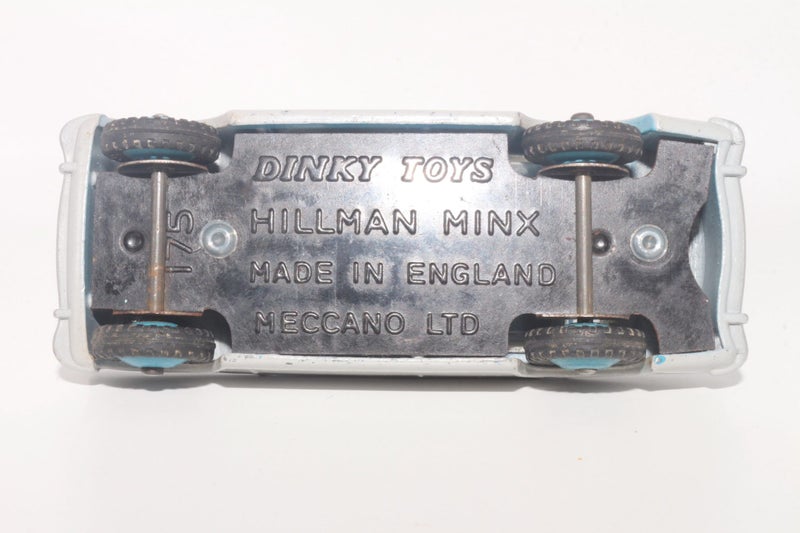 DINKY TOYS
HILLMAN MINX
MADE IN ENGLAND
MECCANO LTD
175